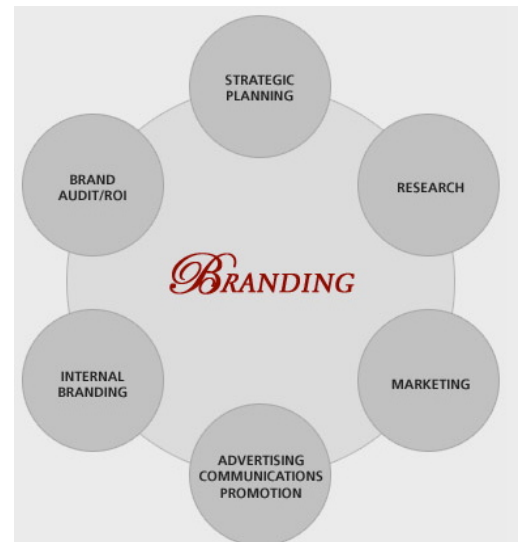 STRATEGIC
PLANNING
BRAND
AUDIT/ROI
RESEARCH
BRANDING
INTERNAL
BRANDING
MARKETING
ADVERTISING
COMMUNICATIONS
PROMOTION